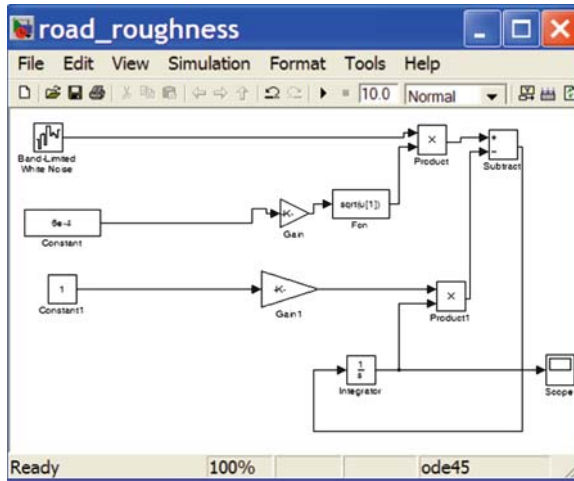 road_roughness
File Edit View Simulation Format Tools Help
10.0 Normal
Band-Limited
White Noise
×
Product
+
−
Subtract
6e-4
Constant
-K-
Gain
sqrt(u[1])
Fcn
1
Constant1
-K-
Gain1
×
Product1
1
s
Integrator
Scope
Ready 100% ode45